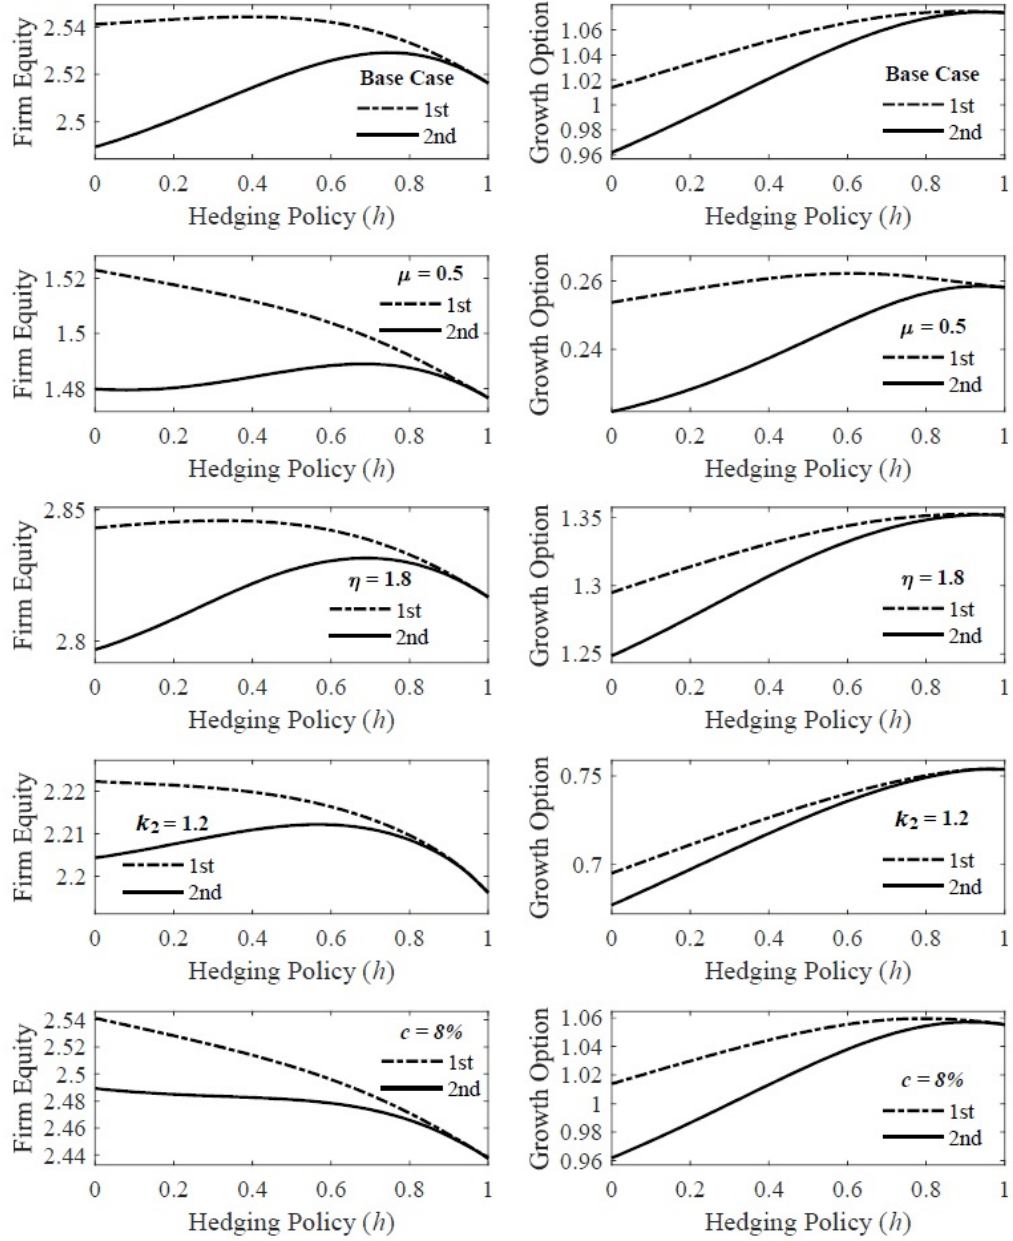 Firm Equity
2.54
2.52
2.5
Base Case
1st
2nd
0 0.2 0.4 0.6 0.8 1
Hedging Policy (h)
Growth Option
1.06
1.04
1.02
1
0.98
0.96
Base Case
1st
2nd
0 0.2 0.4 0.6 0.8 1
Hedging Policy (h)
Firm Equity
1.52
1.5
1.48
μ = 0.5
1st
2nd
0 0.2 0.4 0.6 0.8 1
Hedging Policy (h)
Growth Option
0.26
0.24
μ = 0.5
1st
2nd
0 0.2 0.4 0.6 0.8 1
Hedging Policy (h)
Firm Equity
2.85
2.8
η = 1.8
1st
2nd
0 0.2 0.4 0.6 0.8 1
Hedging Policy (h)
Growth Option
1.35
1.3
1.25
η = 1.8
1st
2nd
0 0.2 0.4 0.6 0.8 1
Hedging Policy (h)
Firm Equity
2.22
2.21
2.2
k2 = 1.2
1st
2nd
0 0.2 0.4 0.6 0.8 1
Hedging Policy (h)
Growth Option
0.75
0.7
k2 = 1.2
1st
2nd
0 0.2 0.4 0.6 0.8 1
Hedging Policy (h)
Firm Equity
2.54
2.52
2.5
2.48
2.46
2.44
c = 8%
1st
2nd
0 0.2 0.4 0.6 0.8 1
Hedging Policy (h)
Growth Option
1.06
1.04
1.02
1
0.98
0.96
c = 8%
1st
2nd
0 0.2 0.4 0.6 0.8 1
Hedging Policy (h)